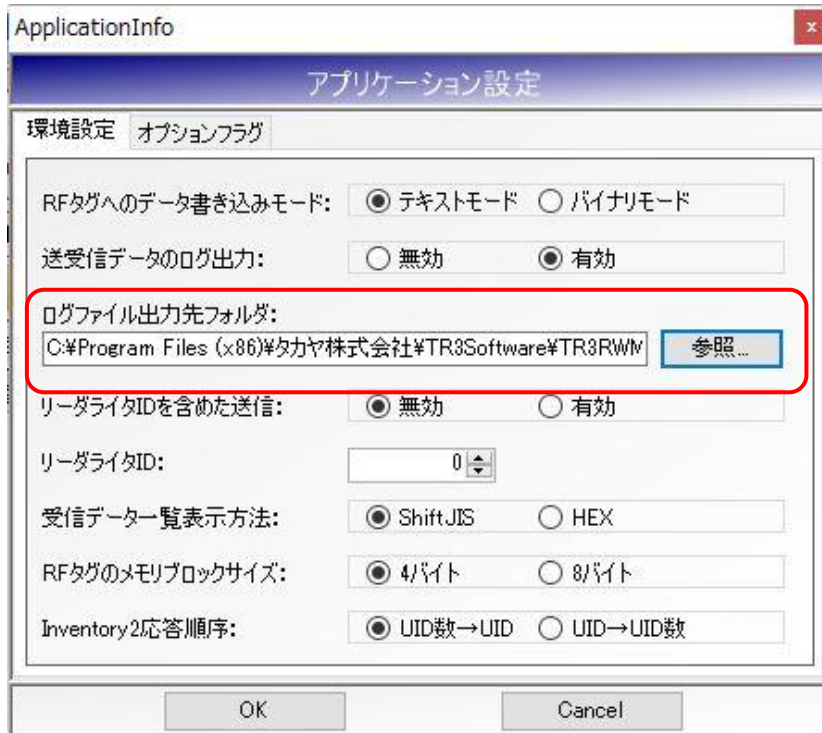 ApplicationInfo
x
アプリケーション設定
環境設定 オプションフラグ
RFタグへのデータ書き込みモード: テキストモード バイナリモード
送受信データのログ出力: 無効 有効
ログファイル出力先フォルダ:
C:¥Program Files (x86)¥タカヤ株式会社¥TR3Software¥TR3RWM 参照...
リーダライタIDを含めた送信: 無効 有効
リーダライタID: 0
受信データ一覧表示方法: ShiftJIS HEX
RFタグのメモリブロックサイズ: 4バイト 8バイト
Inventory2応答順序: UID数→UID UID→UID数
OK Cancel